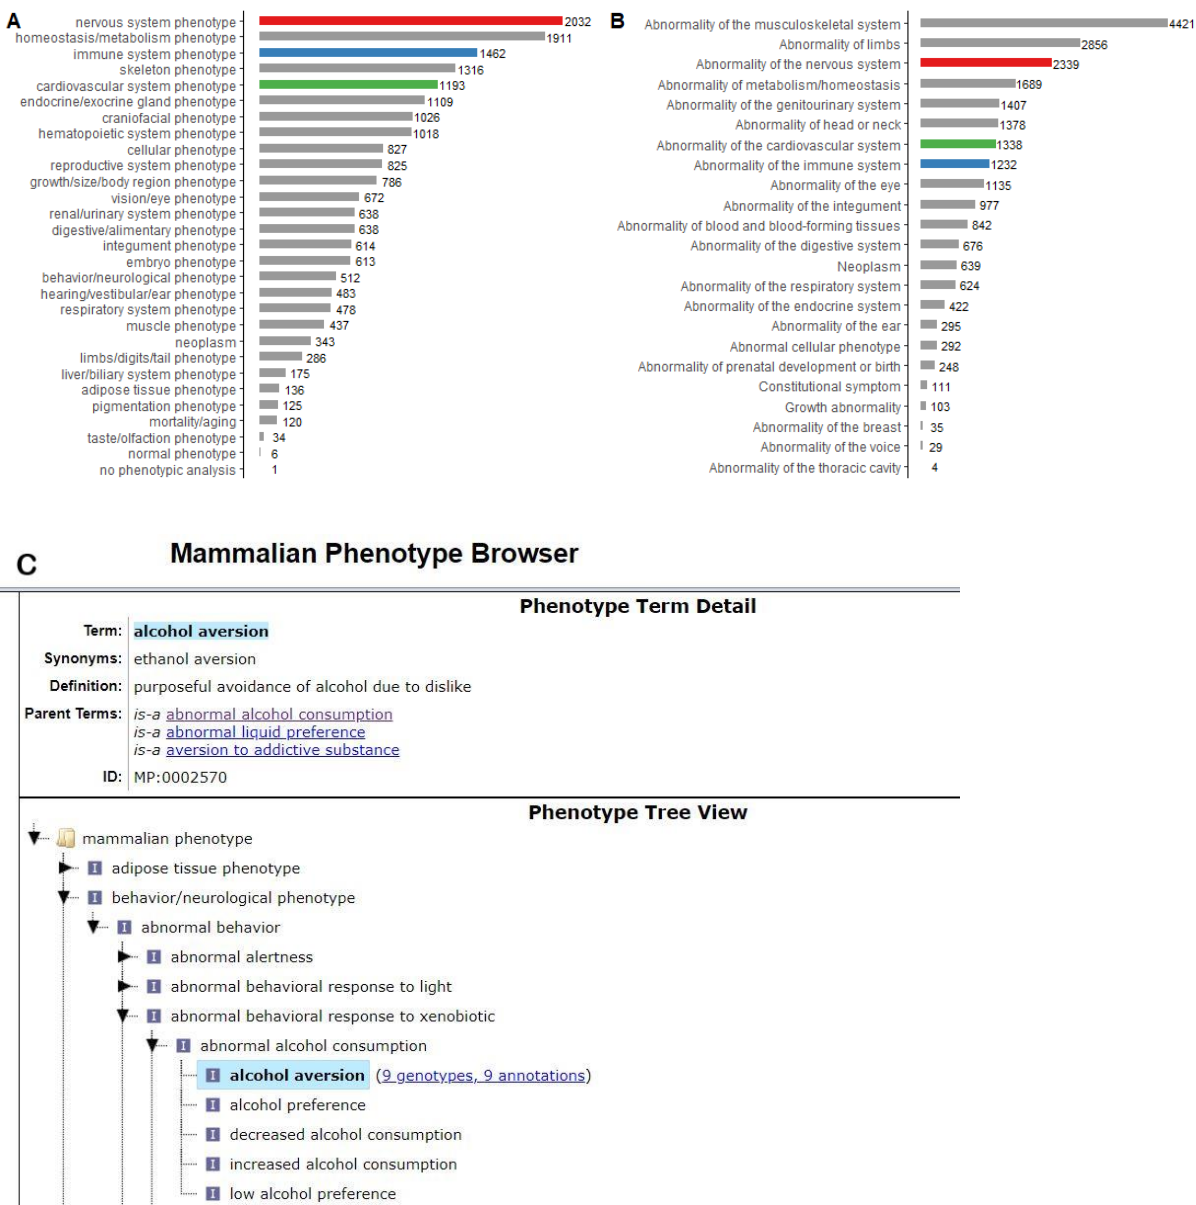 A
nervous system phenotype 2032
homeostasis/metabolism phenotype 1911
immune system phenotype 1462
skeleton phenotype 1316
cardiovascular system phenotype 1193
endocrine/exocrine gland phenotype 1109
craniofacial phenotype 1026
hematopoietic system phenotype 1018
cellular phenotype 827
reproductive system phenotype 825
growth/size/body region phenotype 786
vision/eye phenotype 672
renal/urinary system phenotype 638
digestive/alimentary phenotype 638
integument phenotype 614
embryo phenotype 613
behavior/neurological phenotype 512
hearing/vestibular/ear phenotype 483
respiratory system phenotype 478
muscle phenotype 437
neoplasm 343
limbs/digits/tail phenotype 286
liver/biliary system phenotype 175
adipose tissue phenotype 136
pigmentation phenotype 125
mortality/aging 120
taste/olfaction phenotype 34
normal phenotype 6
no phenotypic analysis 1
B
Abnormality of the musculoskeletal system 4421
Abnormality of limbs 2856
Abnormality of the nervous system 2339
Abnormality of metabolism/homeostasis 1689
Abnormality of the genitourinary system 1407
Abnormality of head or neck 1378
Abnormality of the cardiovascular system 1338
Abnormality of the immune system 1232
Abnormality of the eye 1135
Abnormality of the integument 977
Abnormality of blood and blood-forming tissues 842
Abnormality of the digestive system 676
Neoplasm 639
Abnormality of the respiratory system 624
Abnormality of the endocrine system 422
Abnormality of the ear 295
Abnormal cellular phenotype 292
Abnormality of prenatal development or birth 248
Constitutional symptom 111
Growth abnormality 103
Abnormality of the breast 35
Abnormality of the voice 29
Abnormality of the thoracic cavity 4
C
Mammalian Phenotype Browser
Phenotype Term Detail
Term: alcohol aversion
Synonyms: ethanol aversion
Definition: purposeful avoidance of alcohol due to dislike
Parent Terms: is-a abnormal alcohol consumption
is-a abnormal liquid preference
is-a aversion to addictive substance
ID: MP:0002570
Phenotype Tree View
mammalian phenotype
I adipose tissue phenotype
I behavior/neurological phenotype
I abnormal behavior
I abnormal alertness
I abnormal behavioral response to light
I abnormal behavioral response to xenobiotic
I abnormal alcohol consumption
I alcohol aversion (9 genotypes, 9 annotations)
I alcohol preference
I decreased alcohol consumption
I increased alcohol consumption
I low alcohol preference